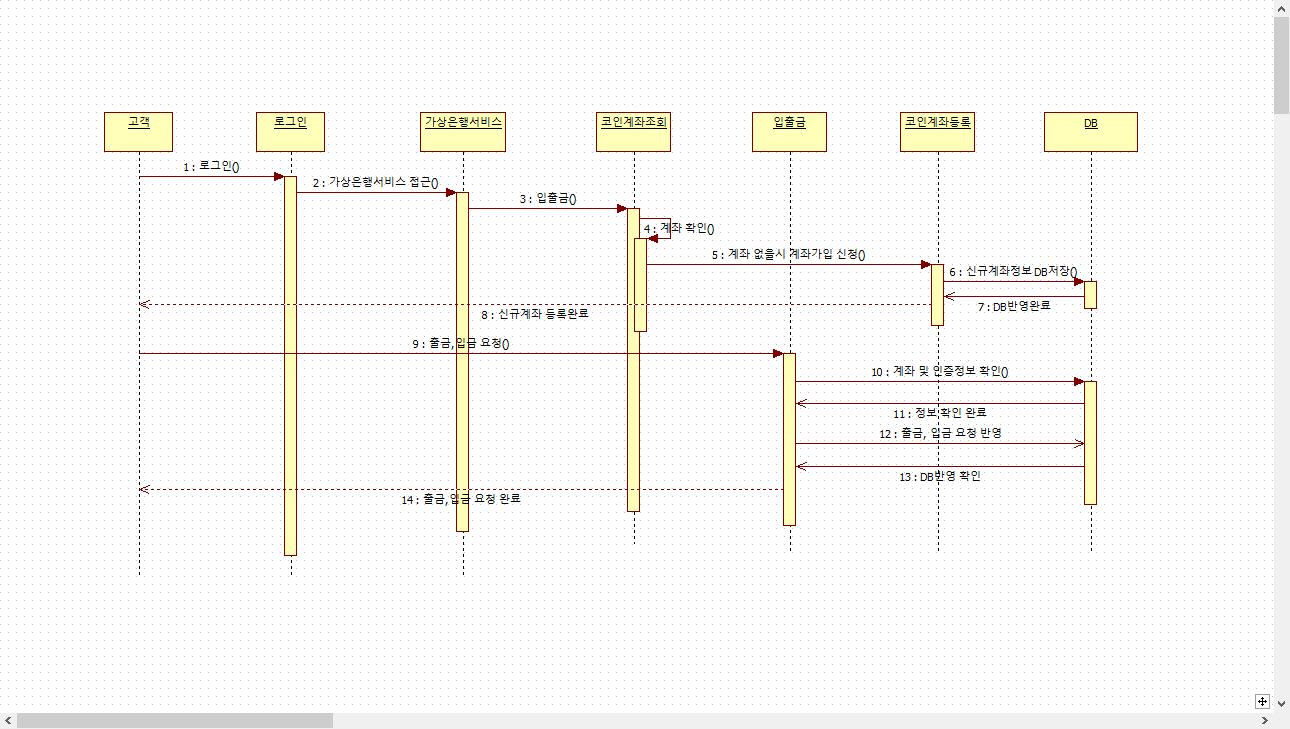 고객
로그인
가상은행서비스
코인계좌조회
입출금
코인계좌등록
DB
1 : 로그인()
2 : 가상은행서비스 접근()
3 : 입출금()
4 : 계좌 확인()
5 : 계좌 없을시 계좌가입 신청()
6 : 신규계좌정보 DB저장()
7 : DB반영완료
8 : 신규계좌 등록완료
9 : 출금,입금 요청()
10 : 계좌 및 인증정보 확인()
11 : 정보 확인 완료
12 : 출금, 입금 요청 반영
13 : DB반영 확인
14 : 출금,입금 요청 완료